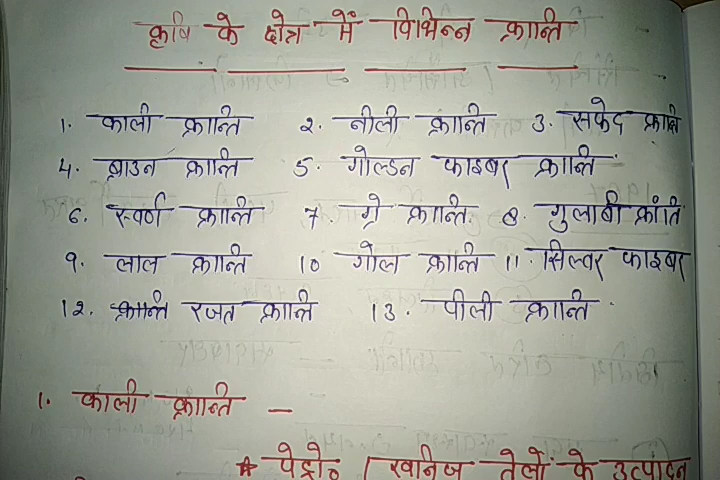 कृषि के क्षेत्र में विभिन्न क्रान्ति
1. काली क्रान्ति 2. नीली क्रान्ति 3. सफेद क्रान्ति
4. ब्राउन क्रान्ति 5. गोल्डन फाइबर क्रान्ति
6. स्वर्ण क्रान्ति 7. ग्रे क्रान्ति 8. गुलाबी क्रांति
9. लाल क्रान्ति 10 गोल क्रान्ति 11. सिल्वर फाइबर
12. रजत क्रान्ति 13. पीली क्रान्ति
1. काली क्रान्ति —
* पेट्रो० / खनिज तेलों के उत्पादन